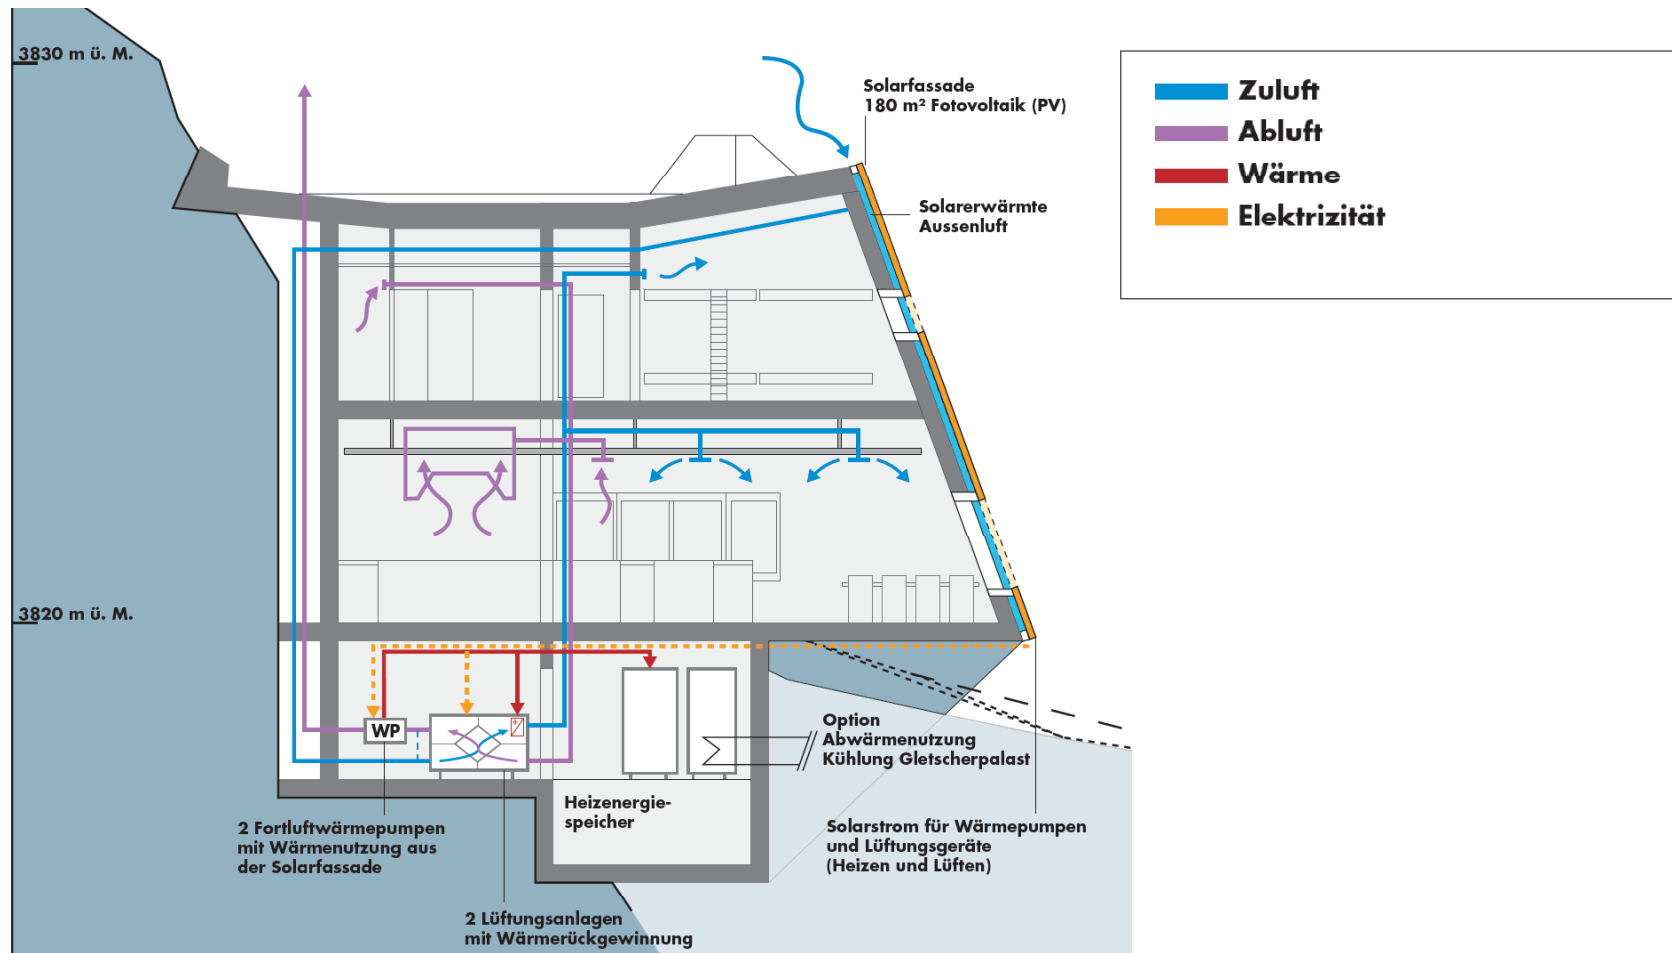 3830 m ü. M.
Solarfassade
180 m² Fotovoltaik (PV)
Zuluft
Abluft
Wärme
Elektrizität
Solarerwärmte
Aussenluft
3820 m ü. M.
WP
Option
Abwärmenutzung
Kühlung Gletscherpalast
Heizenergie-
speicher
2 Fortluftwärmepumpen
mit Wärmenutzung aus
der Solarfassade
Solarstrom für Wärmepumpen
und Lüftungsgeräte
(Heizen und Lüften)
2 Lüftungsanlagen
mit Wärmerückgewinnung